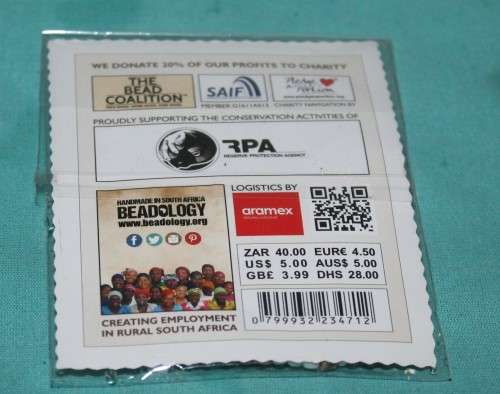 WE DONATE 20% OF OUR PROFITS TO CHARITY
THE
BEAD
COALITION
SAIF
MEMBER
CHARITY NAVIGATION BY
PROUDLY SUPPORTING THE CONSERVATION ACTIVITIES OF
RPA
RESERVE PROTECTION AGENCY
HANDMADE IN SOUTH AFRICA
BEADOLOGY
www.beadology.org
CREATING EMPLOYMENT
IN RURAL SOUTH AFRICA
LOGISTICS BY
aramex
ZAR 40.00 EUR€ 4.50
US$ 5.00 AUS$ 5.00
GB£ 3.99 DHS 28.00
0 799932 234712